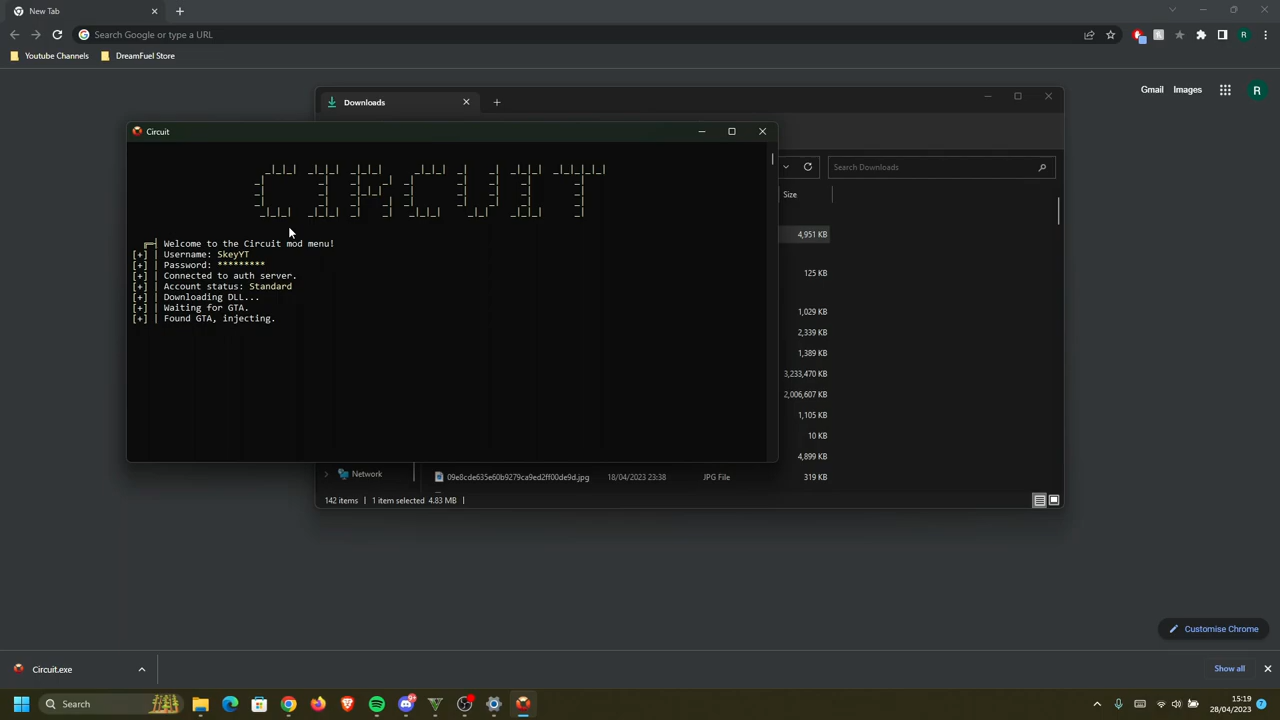 New Tab
Search Google or type a URL
Youtube Channels
DreamFuel Store
Gmail
Images
R
Downloads
Circuit
Search Downloads
Size
CIRCUIT
Welcome to the Circuit mod menu!
[+] | Username: SkeyYT
[+] | Password: *********
[+] | Connected to auth server.
[+] | Account status: Standard
[+] | Downloading DLL...
[+] | Waiting for GTA.
[+] | Found GTA, injecting.
4,951 KB
125 KB
1,029 KB
2,339 KB
1,389 KB
3,233,470 KB
2,006,607 KB
1,105 KB
10 KB
4,899 KB
Network
09e8cde635e60b9279ca9ed2ff00de9d.jpg
18/04/2023 23:38
JPG File
319 KB
142 items
1 item selected 4.83 MB
Customise Chrome
Circuit.exe
Show all
Search
15:19
28/04/2023